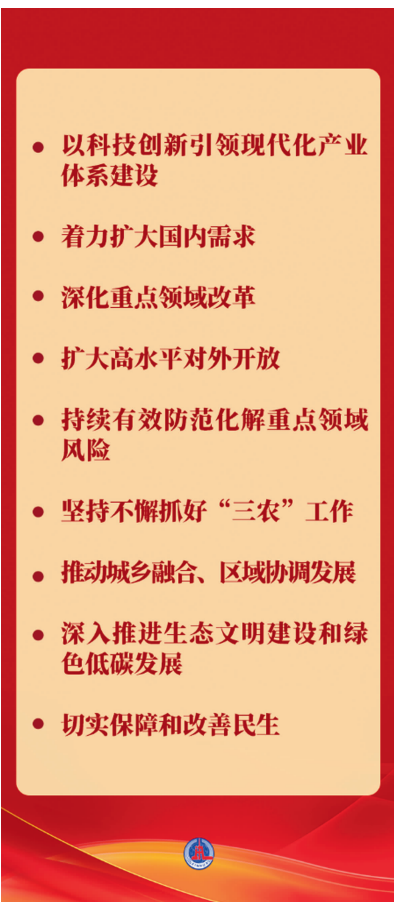 • 以科技创新引领现代化产业
体系建设
• 着力扩大国内需求
• 深化重点领域改革
• 扩大高水平对外开放
• 持续有效防范化解重点领域
风险
• 坚持不懈抓好“三农”工作
• 推动城乡融合、区域协调发展
• 深入推进生态文明建设和绿
色低碳发展
• 切实保障和改善民生